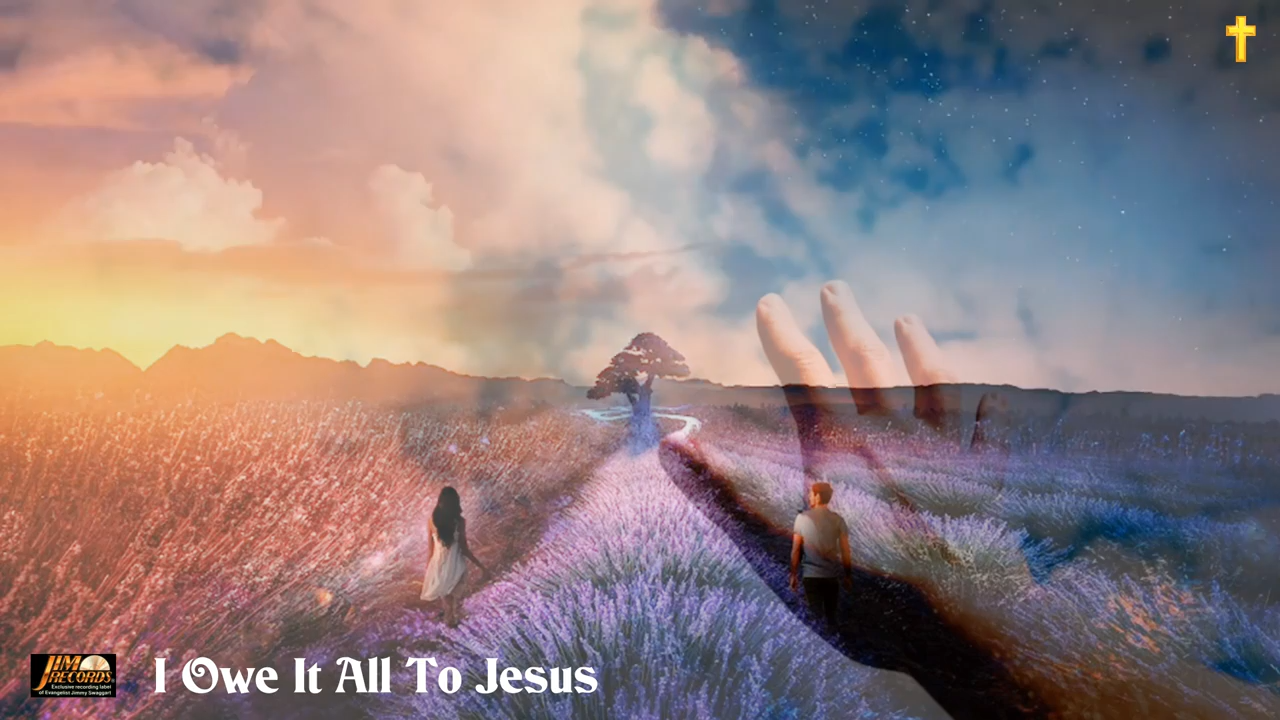 JIM
RECORDS
Exclusive recording label
of Evangelist Jimmy Swaggart
I Owe It All To Jesus